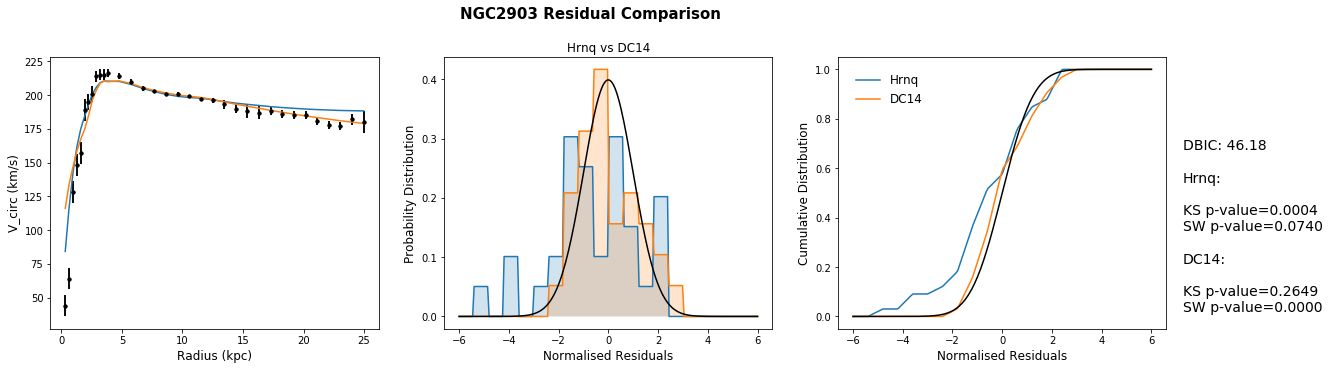 NGC2903 Residual Comparison
225
200
175
150
125
100
75
50
V_circ (km/s)
0 5 10 15 20 25
Radius (kpc)
Hrnq vs DC14
0.4
0.3
0.2
0.1
0.0
Probability Distribution
−6 −4 −2 0 2 4 6
Normalised Residuals
1.0
0.8
0.6
0.4
0.2
0.0
Cumulative Distribution
Hrnq
DC14
−6 −4 −2 0 2 4 6
Normalised Residuals
DBIC: 46.18
Hrnq:
KS p-value=0.0004
SW p-value=0.0740
DC14:
KS p-value=0.2649
SW p-value=0.0000